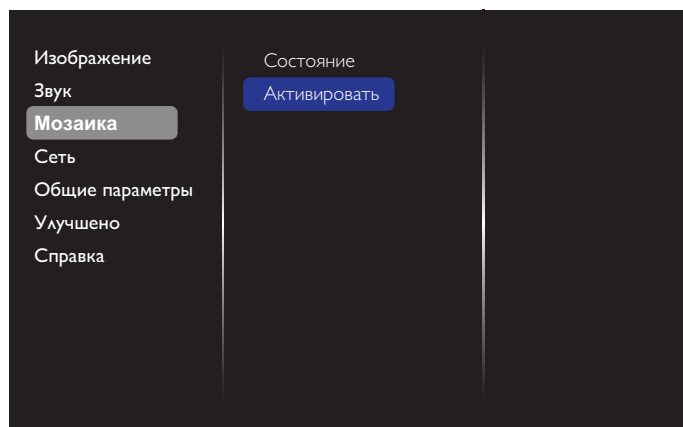 Изображение
Звук
Мозаика
Сеть
Общие параметры
Улучшено
Справка
Состояние
Активировать